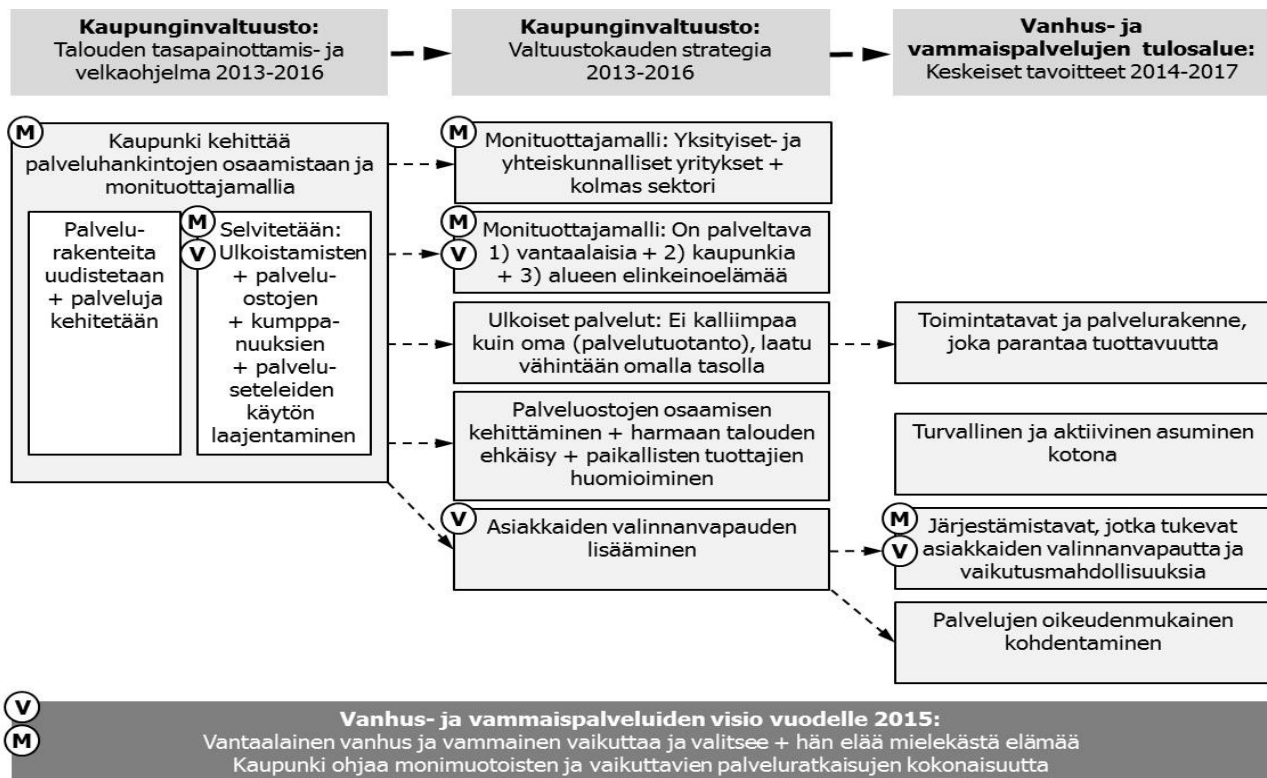 Kaupunginvaltuusto:
Talouden tasapainottamis- ja
velkaohjelma 2013-2016
Kaupunginvaltuusto:
Valtuustokauden strategia
2013-2016
Vanhus- ja
vammaispalvelujen tulosalue:
Keskeiset tavoitteet 2014-2017
M
Kaupunki kehittää
palveluhankintojen osaamistaan ja
monituottajamallia
Palvelu-
rakenteita
uudistetaan
+ palveluja
kehitetään
M
V
Selvitetään:
Ulkoistamisten
+ palvelu-
ostojen
+ kumppa-
nuuksien
+ palvelu-
seteleiden
käytön
laajentaminen
M
Monituottajamalli: Yksityiset- ja
yhteiskunnalliset yritykset +
kolmas sektori
M
V
Monituottajamalli: On palveltava
1) vantaalaisia + 2) kaupunkia
+ 3) alueen elinkeinoelämää
Ulkoiset palvelut: Ei kalliimpaa
kuin oma (palvelutuotanto), laatu
vähintään omalla tasolla
Palveluostojen osaamisen
kehittäminen + harmaan talouden
ehkäisy + paikallisten tuottajien
huomioiminen
V
Asiakkaiden valinnanvapauden
lisääminen
Toimintatavat ja palvelurakenne,
joka parantaa tuottavuutta
Turvallinen ja aktiivinen asuminen
kotona
M
V
Järjestämistavat, jotka tukevat
asiakkaiden valinnanvapautta ja
vaikutusmahdollisuuksia
Palvelujen oikeudenmukainen
kohdentaminen
V
M
Vanhus- ja vammaispalveluiden visio vuodelle 2015:
Vantaalainen vanhus ja vammainen vaikuttaa ja valitsee + hän elää mielekästä elämää
Kaupunki ohjaa monimuotoisten ja vaikuttavien palveluratkaisujen kokonaisuutta